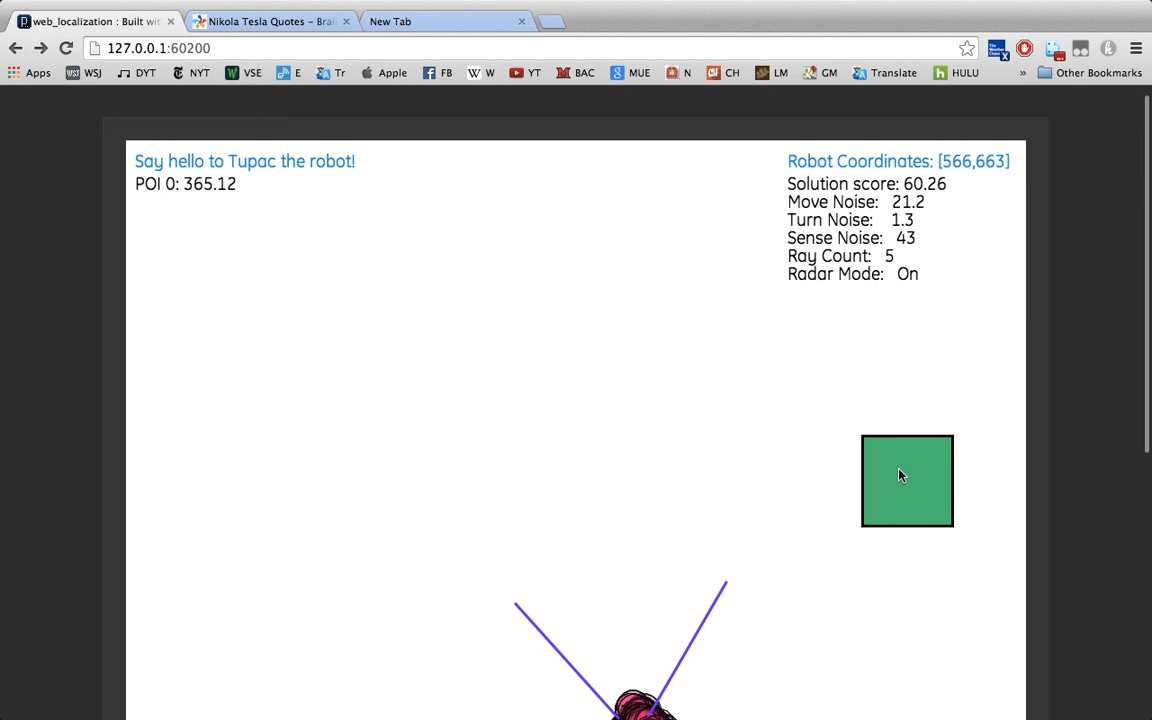 web_localization : Built wit
Nikola Tesla Quotes – Brai
New Tab
127.0.0.1:60200
Apps WSJ DYT NYT VSE E Tr Apple FB W YT BAC MUE N CH LM GM Translate HULU » Other Bookmarks
Say hello to Tupac the robot!
POI 0: 365.12
Robot Coordinates: [566,663]
Solution score: 60.26
Move Noise: 21.2
Turn Noise: 1.3
Sense Noise: 43
Ray Count: 5
Radar Mode: On